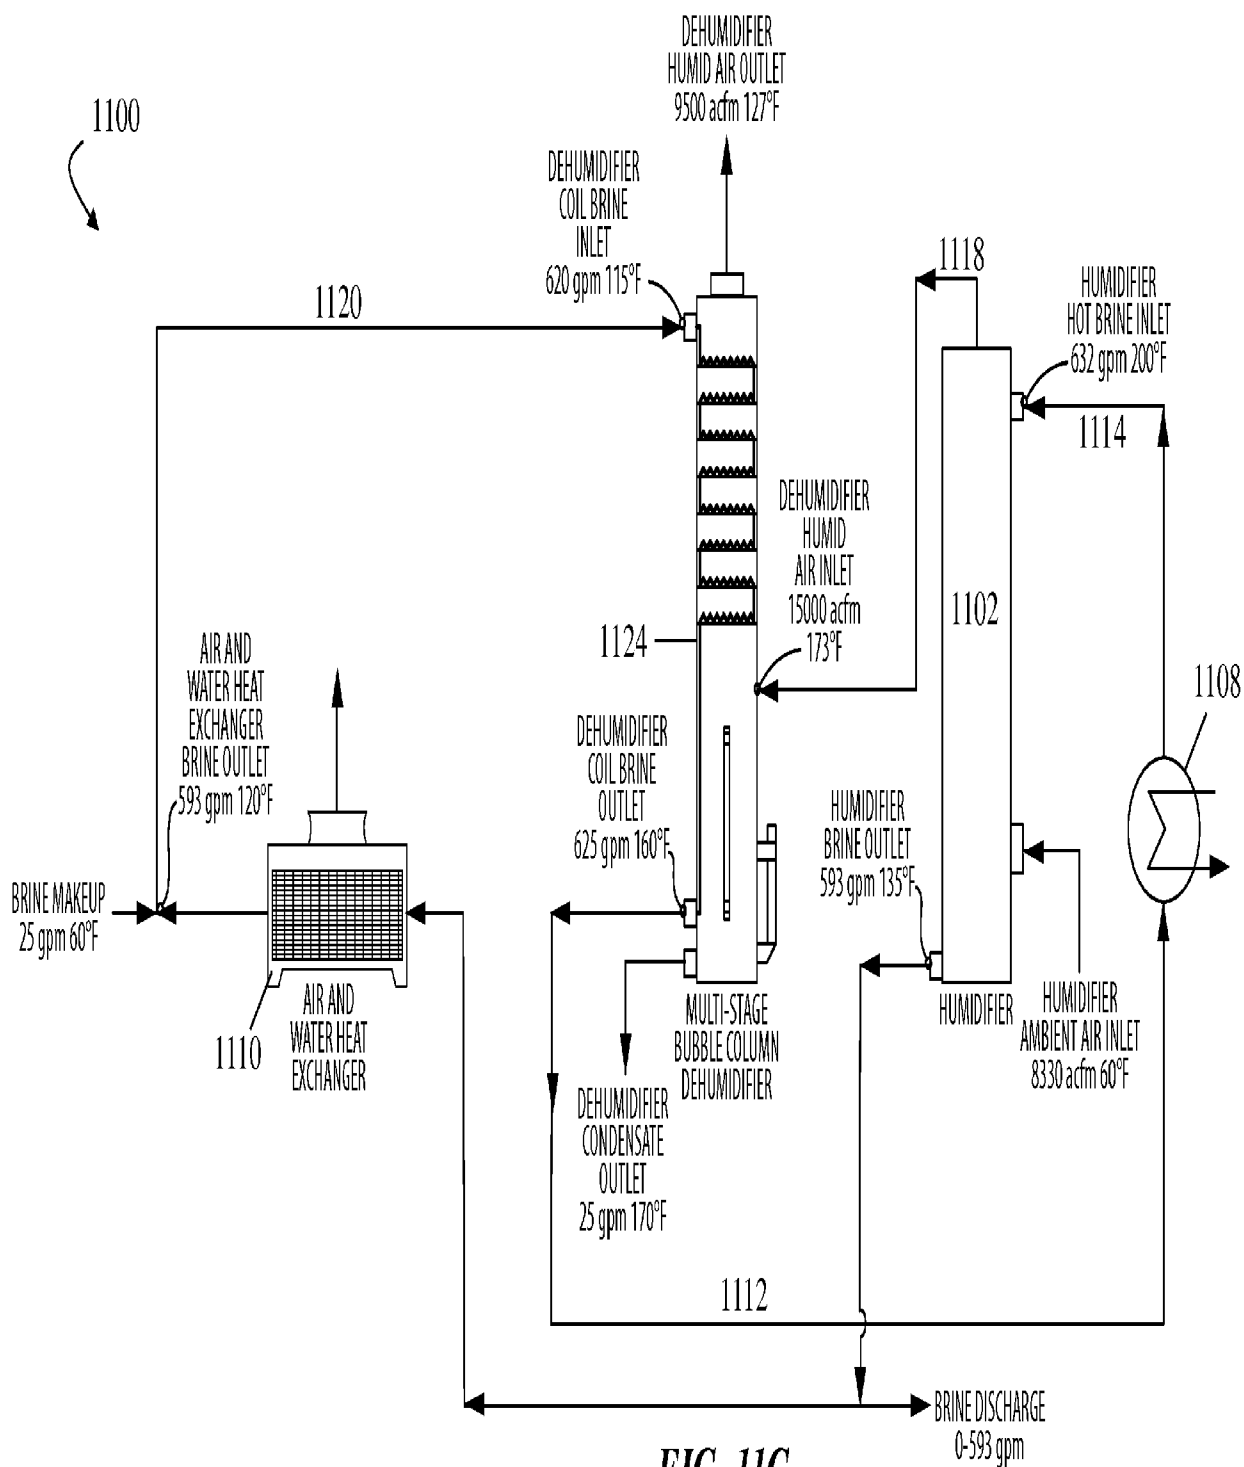 DEHUMIDIFIER
HUMID AIR OUTLET
9500 acfm 127°F
1100
DEHUMIDIFIER
COIL BRINE
INLET
620 gpm 115°F
1118
HUMIDIFIER
HOT BRINE INLET
632 gpm 200°F
1120
1114
DEHUMIDIFIER
HUMID
AIR INLET
15000 acfm
173°F
1102
1124
AIR AND
WATER HEAT
EXCHANGER
BRINE OUTLET
593 gpm 120°F
1108
DEHUMIDIFIER
COIL BRINE
OUTLET
625 gpm 160°F
HUMIDIFIER
BRINE OUTLET
593 gpm 135°F
BRINE MAKEUP
25 gpm 60°F
AIR AND
WATER HEAT
EXCHANGER
1110
MULTI-STAGE
BUBBLE COLUMN
DEHUMIDIFIER
HUMIDIFIER
HUMIDIFIER
AMBIENT AIR INLET
8330 acfm 60°F
DEHUMIDIFIER
CONDENSATE
OUTLET
25 gpm 170°F
1112
BRINE DISCHARGE
0-593 gpm
FIG. 11C